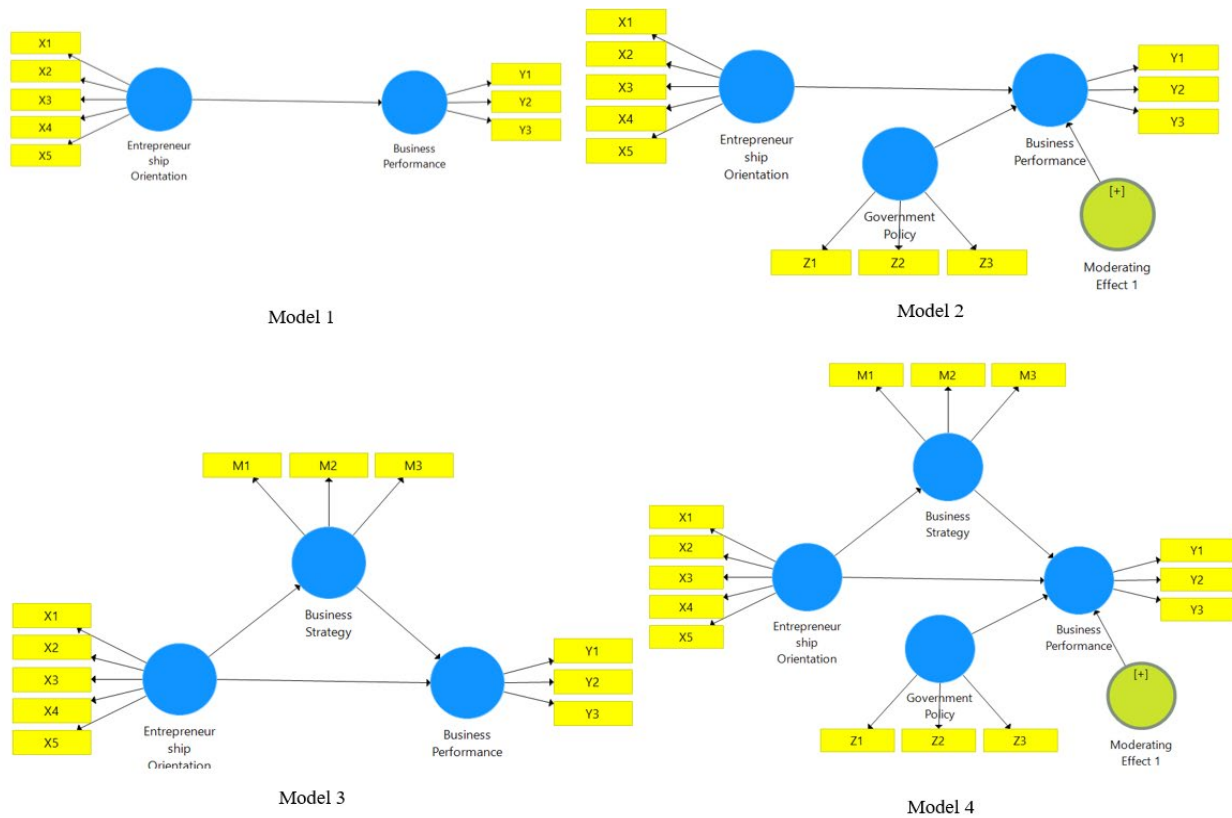 X1
X2
X3
X4
X5
Entrepreneur
ship
Orientation
Business
Performance
Y1
Y2
Y3
Model 1
X1
X2
X3
X4
X5
Entrepreneur
ship
Orientation
Government
Policy
Z1
Z2
Z3
Business
Performance
Y1
Y2
Y3
[+]
Moderating
Effect 1
Model 2
M1
M2
M3
Business
Strategy
X1
X2
X3
X4
X5
Entrepreneur
ship
Orientation
Business
Performance
Y1
Y2
Y3
Model 3
M1
M2
M3
Business
Strategy
X1
X2
X3
X4
X5
Entrepreneur
ship
Orientation
Business
Performance
Y1
Y2
Y3
Government
Policy
Z1
Z2
Z3
[+]
Moderating
Effect 1
Model 4